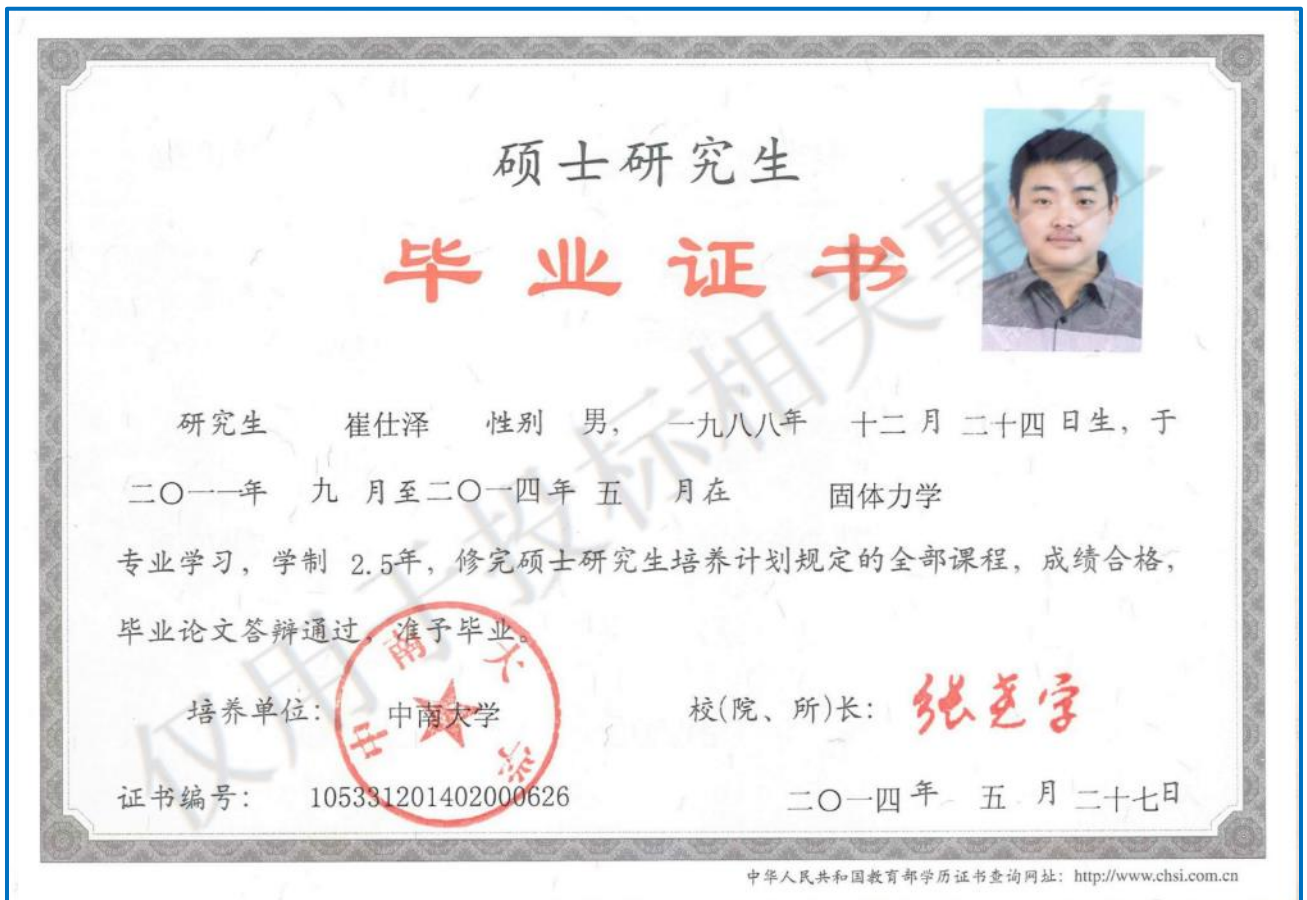 硕士研究生
毕业证书
研究生 崔仕泽 性别 男, 一九八八年 十二月 二十四日生, 于
二〇一一年 九 月至二〇一四年 五 月在 固体力学
专业学习, 学制 2.5年, 修完硕士研究生培养计划规定的全部课程, 成绩合格,
毕业论文答辩通过, 准予毕业。
培养单位: 中南大学 校(院、所)长: 张尧学
中南大学
证书编号: 105331201402000626 二〇一四年 五 月 二十七日
中华人民共和国教育部学历证书查询网址: http://www.chsi.com.cn
仅用于投标相关事宜